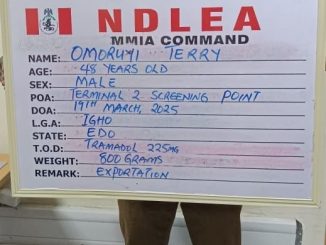 NDLEA
MMIA COMMAND
NAME: OMORUYI TERRY
AGE: 48 YEARS OLD
SEX: MALE
POA: TERMINAL 2 SCREENING POINT
DOA: 19TH MARCH, 2025
L.G.A: IGHO
STATE: EDO
T.O.D: TRAMADOL 225mg
WEIGHT: 800 GRAMS
REMARK: EXPORTATION